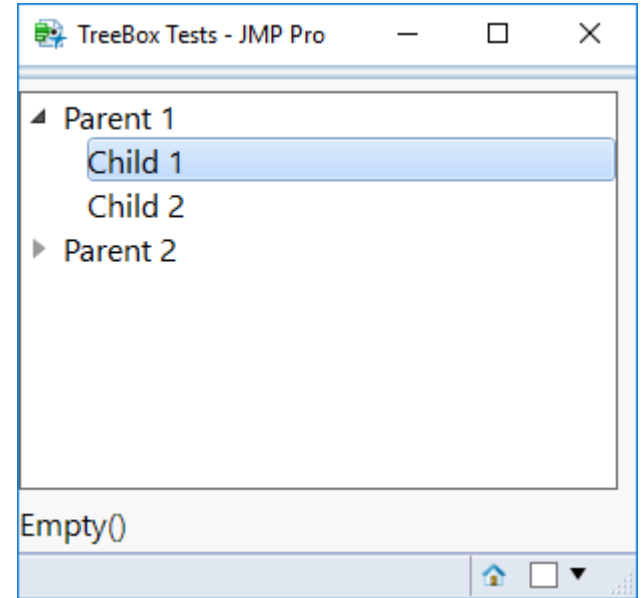 TreeBox Tests - JMP Pro
Parent 1
Child 1
Child 2
Parent 2
Empty()